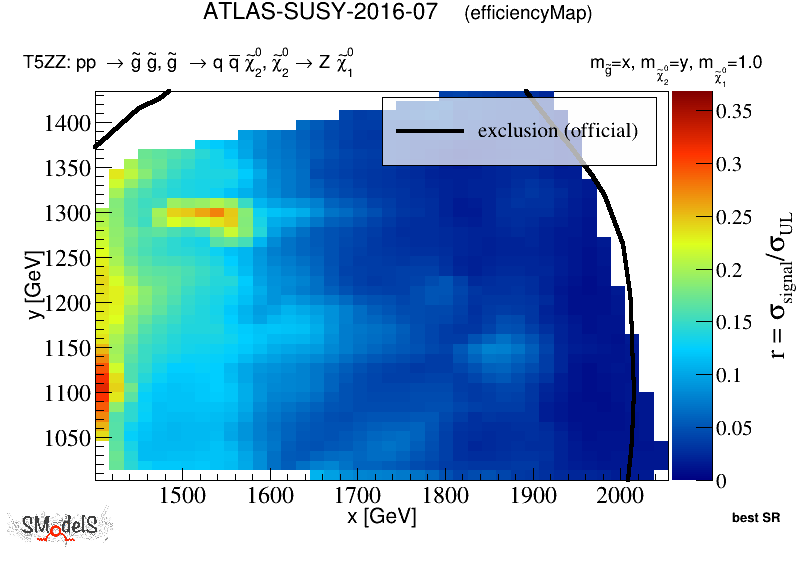 ATLAS-SUSY-2016-07 (efficiencyMap)
T5ZZ: pp → g̃ g̃, g̃ → q q̅ χ̃₂⁰, χ̃₂⁰ → Z χ̃₁⁰
m_g̃=x, m_χ̃₂⁰=y, m_χ̃₁⁰=1.0
exclusion (official)
1400
1350
1300
1250
1200
1150
1100
1050
y [GeV]
1500 1600 1700 1800 1900 2000
x [GeV]
0.35
0.3
0.25
0.2
0.15
0.1
0.05
0
r = σ_signal/σ_UL
SModelS
best SR